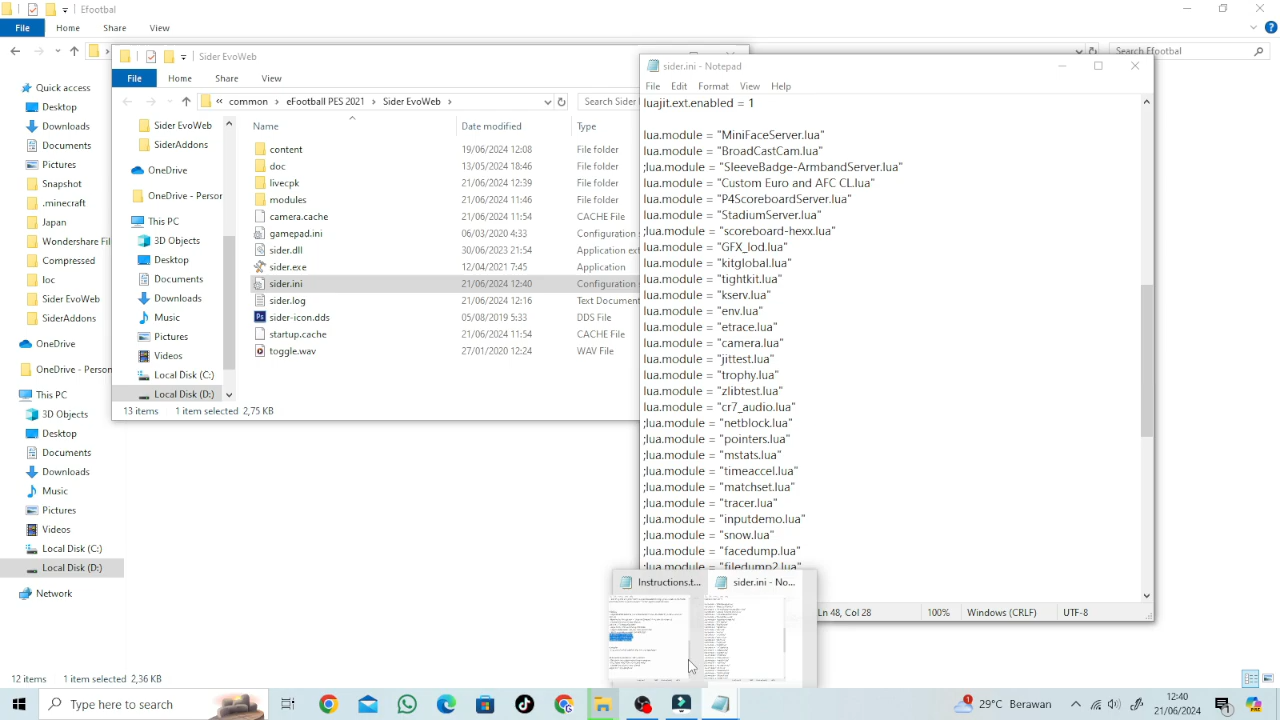 Efootball
File Home Share View
Search Efootball
Sider EvoWeb
File Home Share View
« common > eFootball PES 2021 > Sider EvoWeb >
Search Sider
Quick access
Desktop
Downloads
Documents
Pictures
Snapshot
.minecraft
Japan
Wondershare Fil
Compressed
loc
Sider EvoWeb
SiderAddons
OneDrive
OneDrive - Person
This PC
3D Objects
Desktop
Documents
Downloads
Music
Pictures
Videos
Local Disk (C:)
Local Disk (D:)
Network
1 item selected 2,36 KB
Sider EvoWeb
SiderAddons
OneDrive
OneDrive - Person
This PC
3D Objects
Desktop
Documents
Downloads
Music
Pictures
Videos
Local Disk (C:)
Local Disk (D:)
13 items 1 item selected 2,75 KB
Name Date modified Type
content 19/06/2024 12:08 File folder
doc 13/05/2024 18:46 File folder
livecpk 21/06/2024 12:39 File folder
modules 21/06/2024 11:46 File folder
camera.cache 21/06/2024 11:54 CACHE File
gamepad.ini 06/03/2020 4:33 Configuration
sider.dll 30/06/2023 21:54 Application ext
sider.exe 12/04/2021 7:45 Application
sider.ini 21/06/2024 12:40 Configuration
sider.log 21/06/2024 12:16 Text Document
sider-icon.dds 05/08/2019 5:33 DDS File
startup.cache 21/06/2024 11:54 CACHE File
toggle.wav 27/01/2020 12:24 WAV File
sider.ini - Notepad
File Edit Format View Help
luajit.ext.enabled = 1
lua.module = "MiniFaceServer.lua"
lua.module = "BroadCastCam.lua"
;lua.module = "SleeveBadge-ArmbandServer.lua"
lua.module = "Custom Euro and AFC CL.lua"
lua.module = "P4ScoreboardServer.lua"
lua.module = "StadiumServer.lua"
;lua.module = "scoreboard-hexx.lua"
lua.module = "GFX_lod.lua"
lua.module = "kitglobal.lua"
lua.module = "tightkit.lua"
lua.module = "kserv.lua"
lua.module = "env.lua"
lua.module = "etrace.lua"
lua.module = "camera.lua"
;lua.module = "jittest.lua"
lua.module = "trophy.lua"
;lua.module = "zlibtest.lua"
;lua.module = "cr7_audio.lua"
;lua.module = "netblock.lua"
;lua.module = "pointers.lua"
;lua.module = "mstats.lua"
;lua.module = "timeaccel.lua"
;lua.module = "matchset.lua"
;lua.module = "tracer.lua"
;lua.module = "inputdemo.lua"
;lua.module = "snow.lua"
;lua.module = "facedump.lua"
;lua.module = "filedump2.lua"
Ln 48, Col 28 100% (CRLF)
Instructions.t... sider.ini - No...
Type here to search
29°C Berawan
12:40
21/06/2024